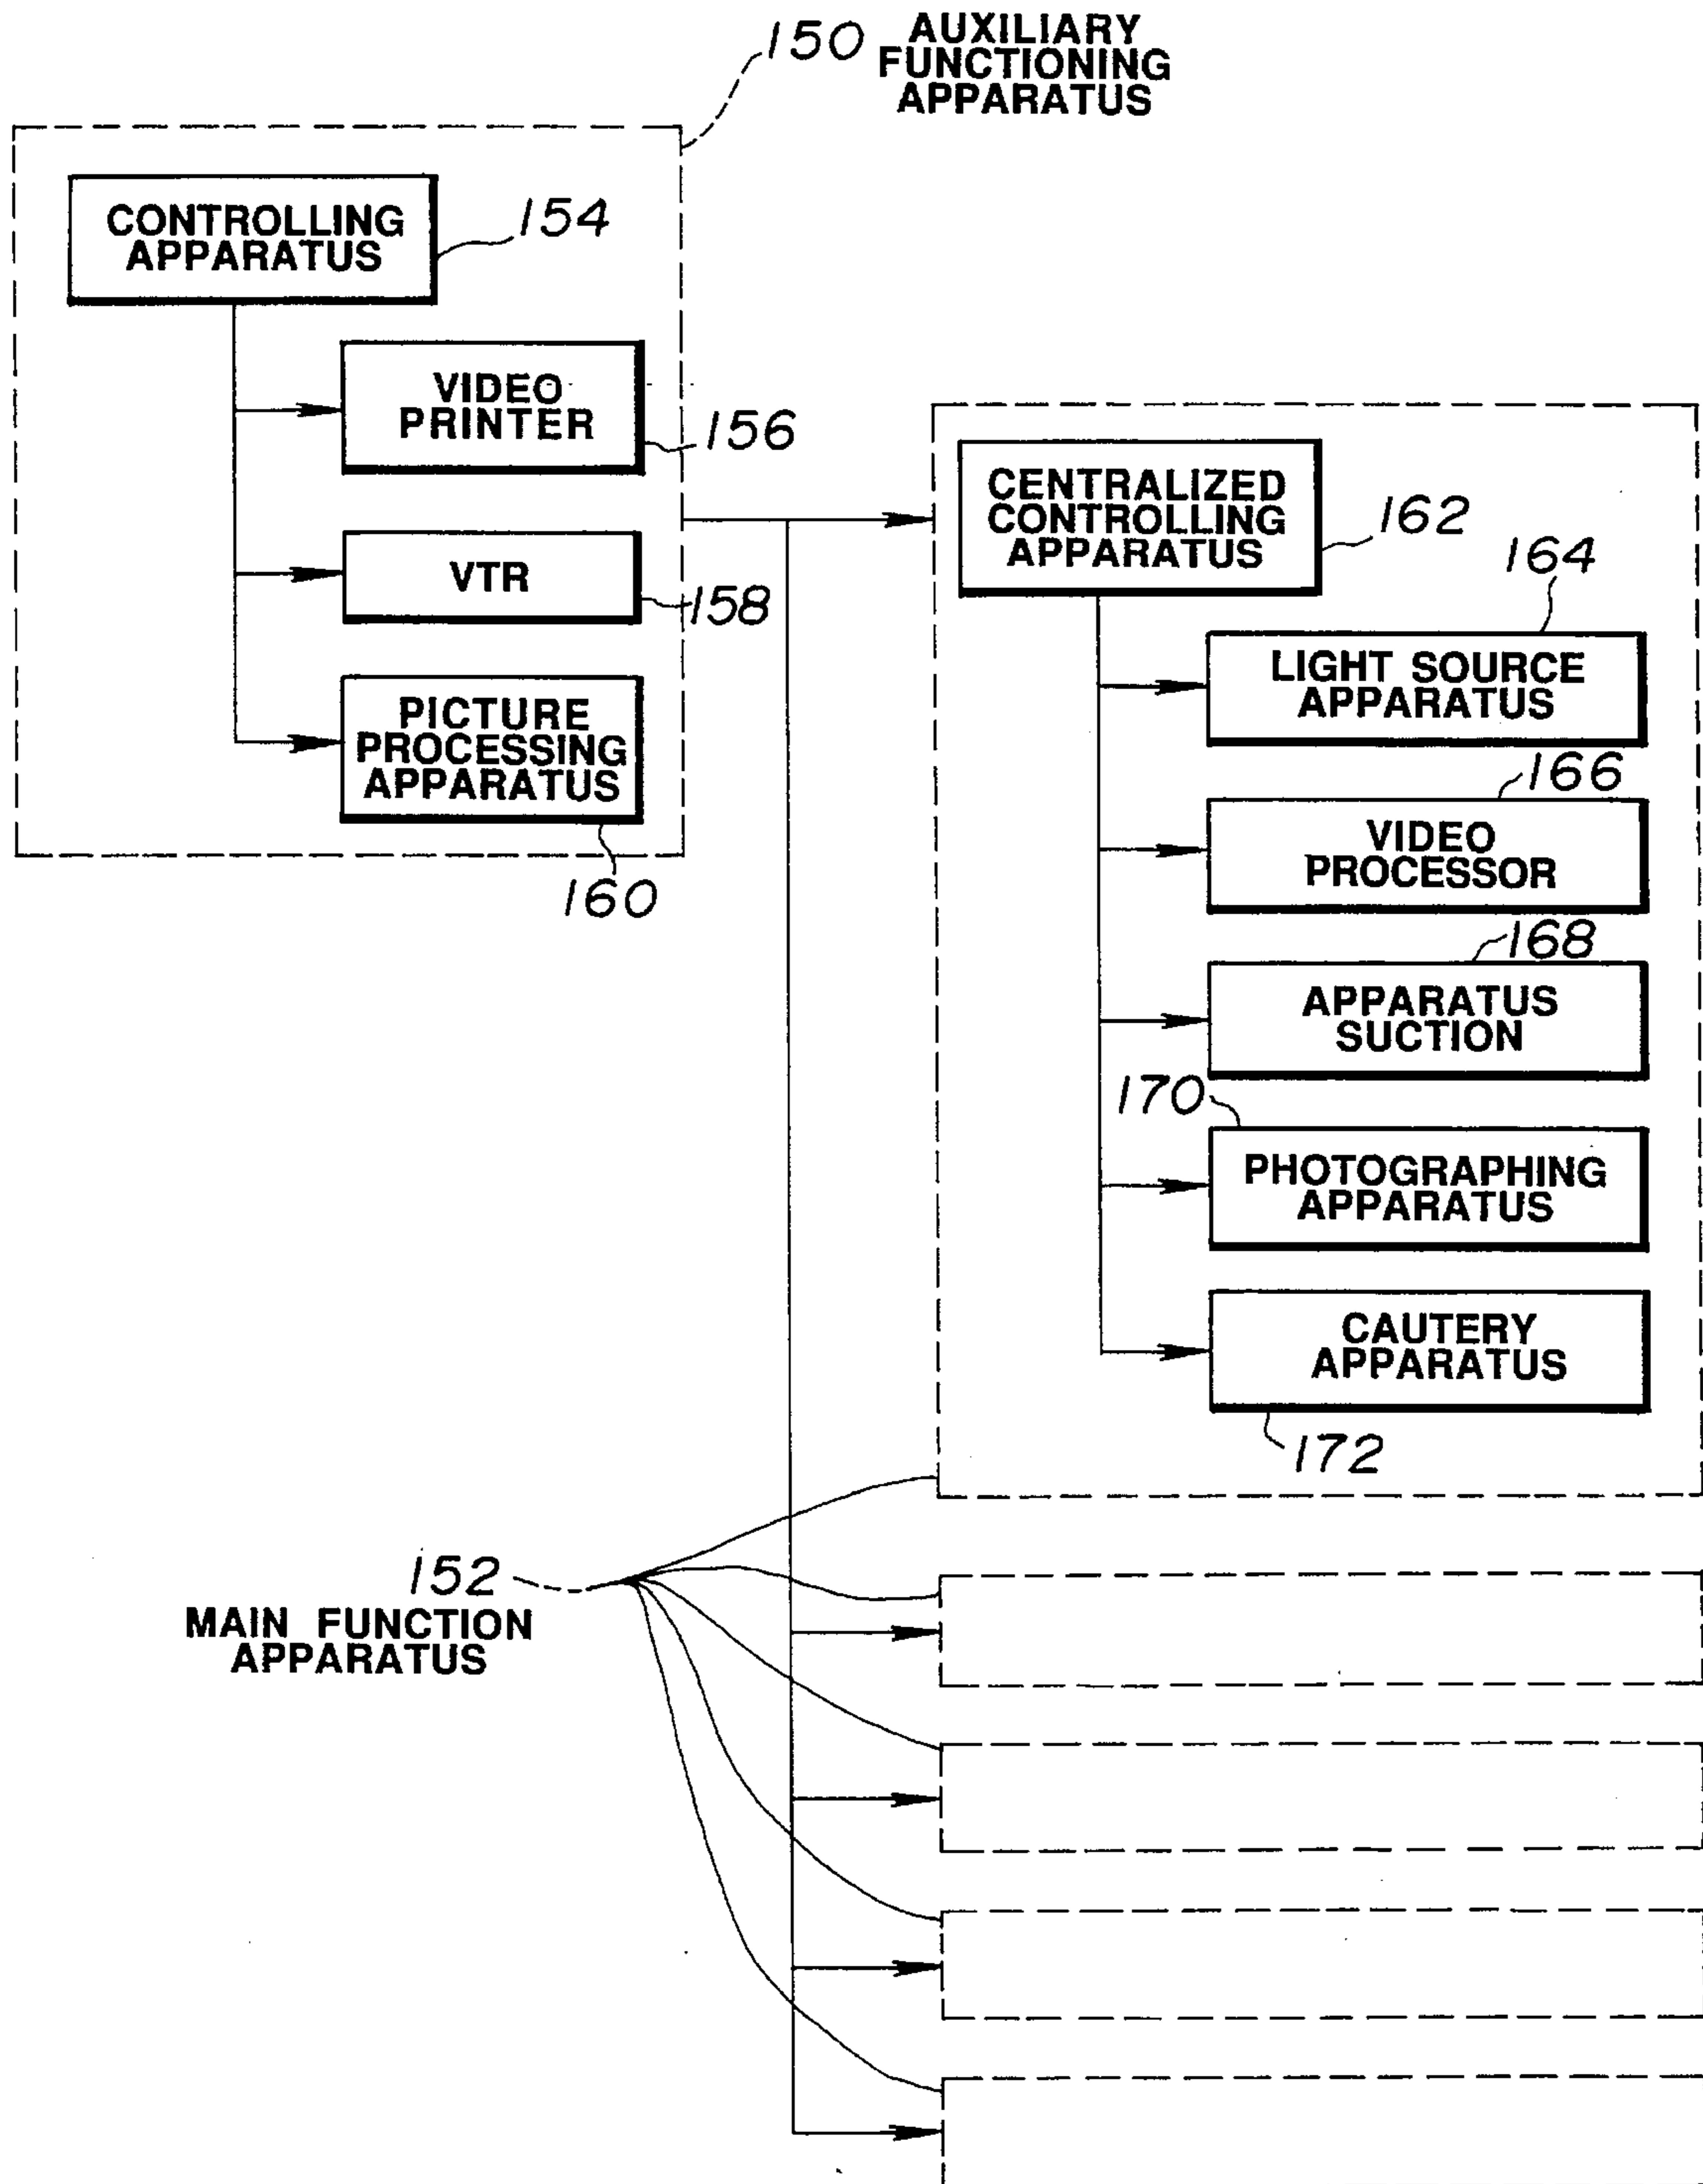 150 AUXILIARY
FUNCTIONING
APPARATUS
CONTROLLING
APPARATUS
154
VIDEO
PRINTER
156
VTR
158
PICTURE
PROCESSING
APPARATUS
160
CENTRALIZED
CONTROLLING
APPARATUS
162
164
LIGHT SOURCE
APPARATUS
166
VIDEO
PROCESSOR
168
APPARATUS
SUCTION
170
PHOTOGRAPHING
APPARATUS
CAUTERY
APPARATUS
172
152
MAIN FUNCTION
APPARATUS